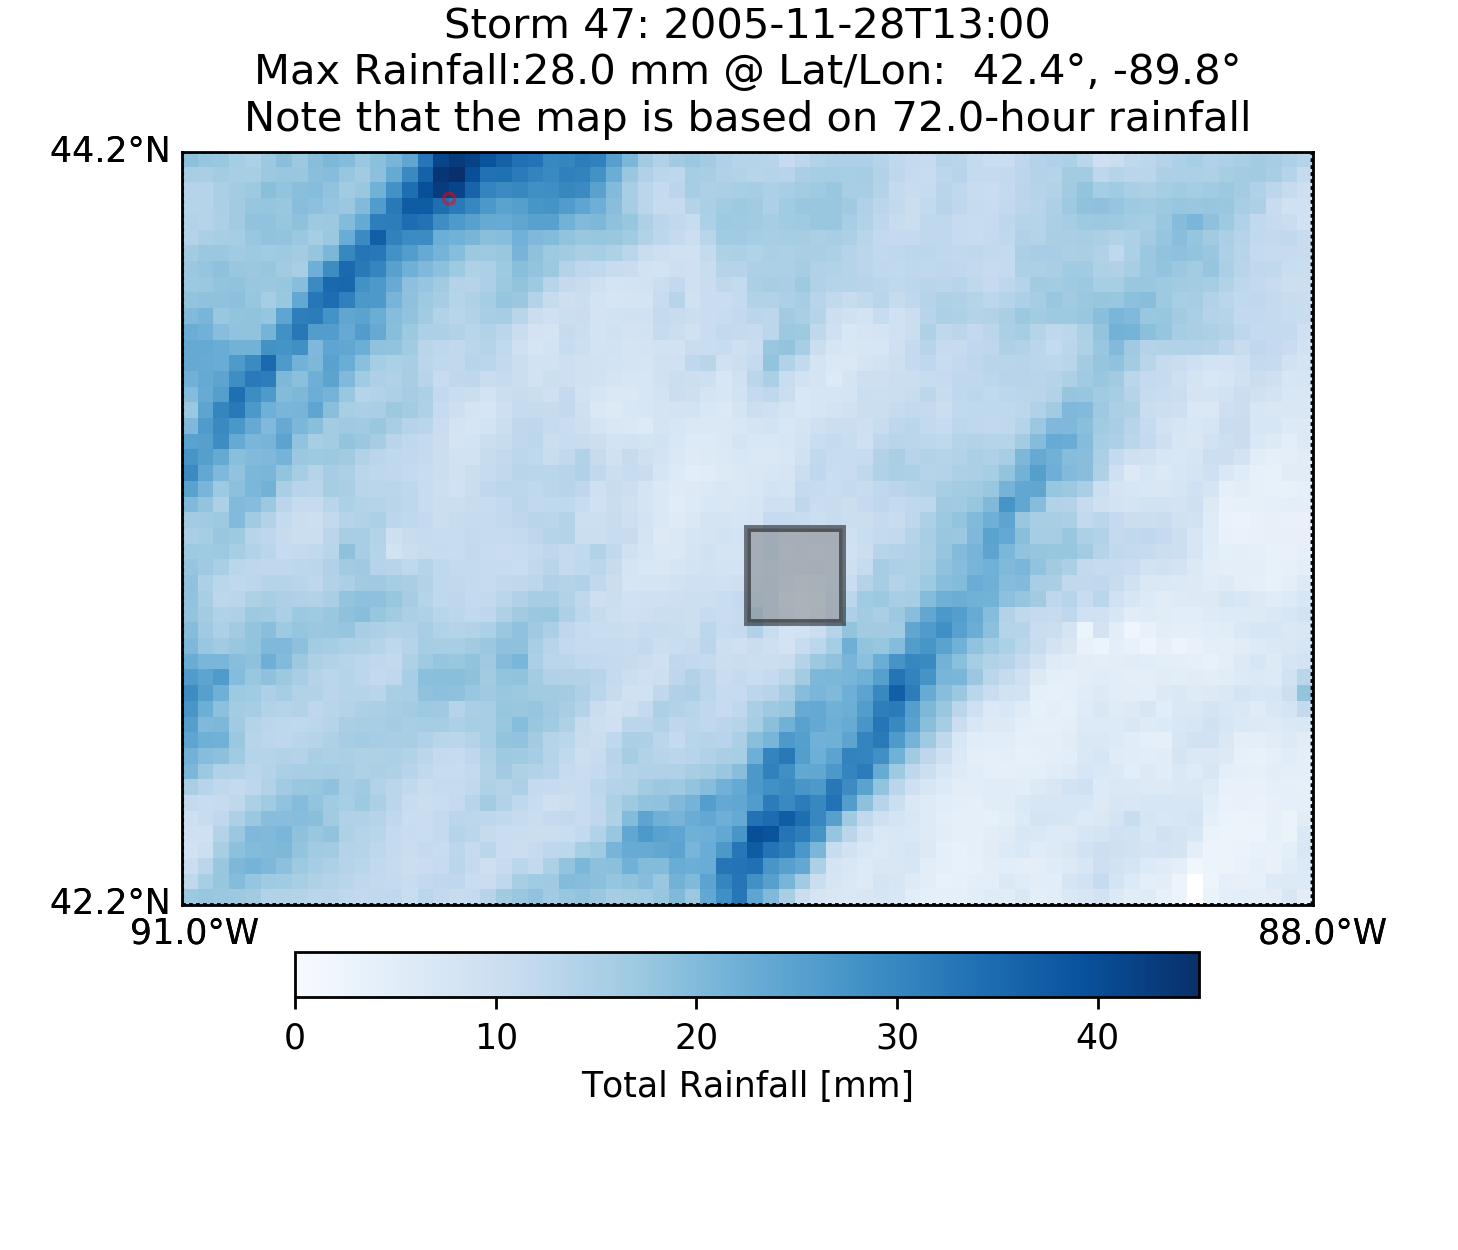 Storm 47: 2005-11-28T13:00
Max Rainfall:28.0 mm @ Lat/Lon:  42.4°, -89.8°
Note that the map is based on 72.0-hour rainfall
44.2°N
42.2°N
91.0°W 88.0°W
0 10 20 30 40
Total Rainfall [mm]